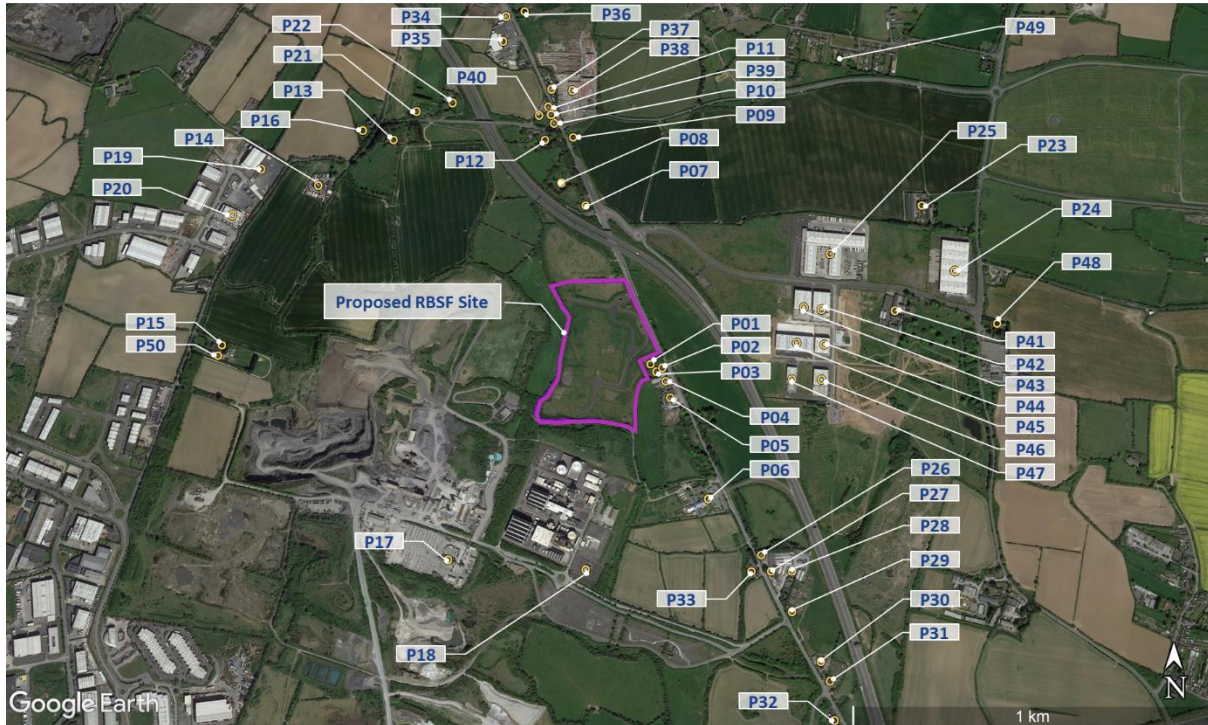 P34
P36
P22
P35
P37
P49
P21
P38
P11
P40
P39
P13
P10
P16
P25
P14
P09
P23
P19
P12
P08
P20
P07
P24
P48
Proposed RBSF Site
P15
P01
P41
P50
P02
P42
P03
P43
P04
P44
P05
P45
P46
P06
P26
P47
P27
P28
P17
P29
P33
P30
P31
P18
N
Google Earth
P32
1 km